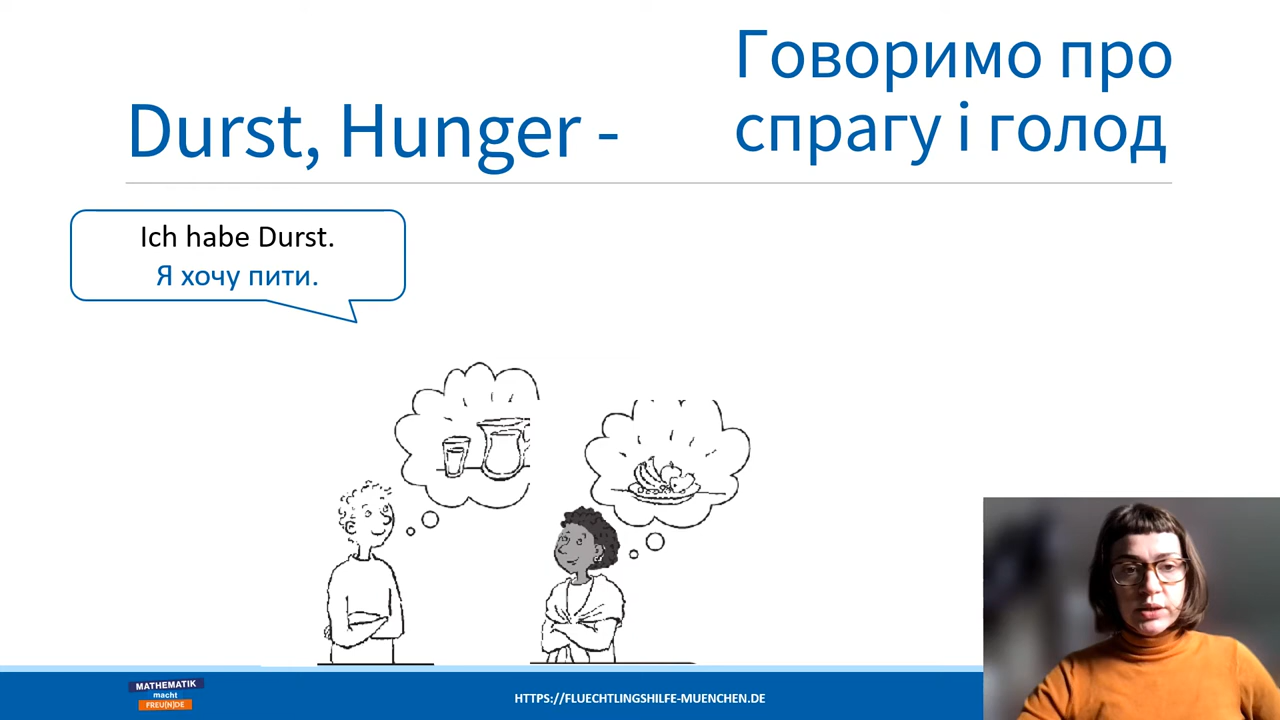 Durst, Hunger -
Говоримо про
спрагу і голод
Ich habe Durst.
Я хочу пити.
MATHEMATIK
macht
FREU(N)DE
HTTPS://FLUECHTLINGSHILFE-MUENCHEN.DE